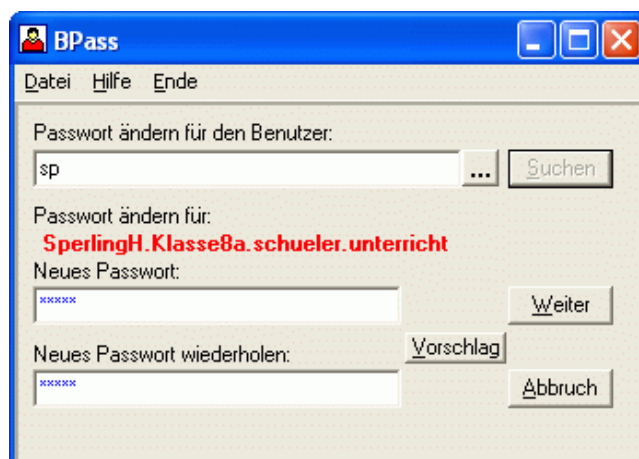 BPass
Datei Hilfe Ende
Passwort ändern für den Benutzer:
sp ... Suchen
Passwort ändern für:
SperlingH.Klasse8a.schueler.unterricht
Neues Passwort:
***** Weiter
Vorschlag
Neues Passwort wiederholen:
***** Abbruch